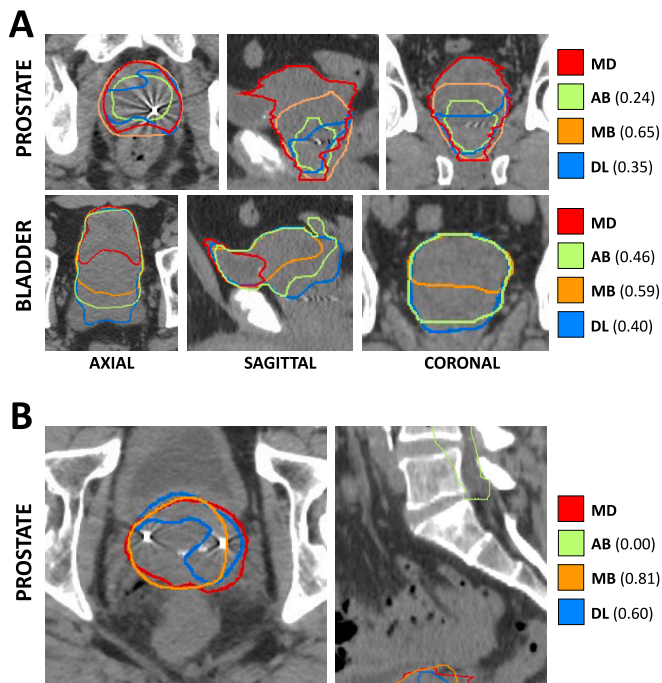 A
PROSTATE
MD
AB (0.24)
MB (0.65)
DL (0.35)
BLADDER
MD
AB (0.46)
MB (0.59)
DL (0.40)
AXIAL
SAGITTAL
CORONAL
B
PROSTATE
MD
AB (0.00)
MB (0.81)
DL (0.60)